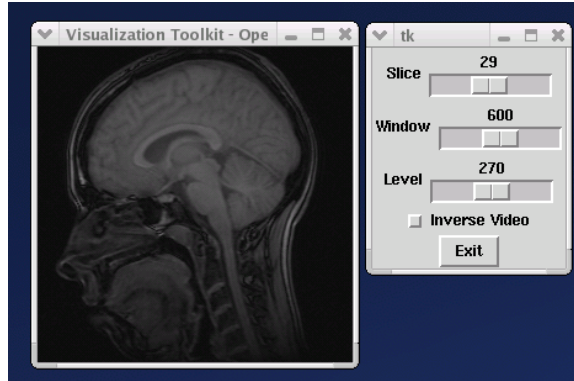 Visualization Toolkit - Ope
tk
29
Slice
600
Window
270
Level
Inverse Video
Exit